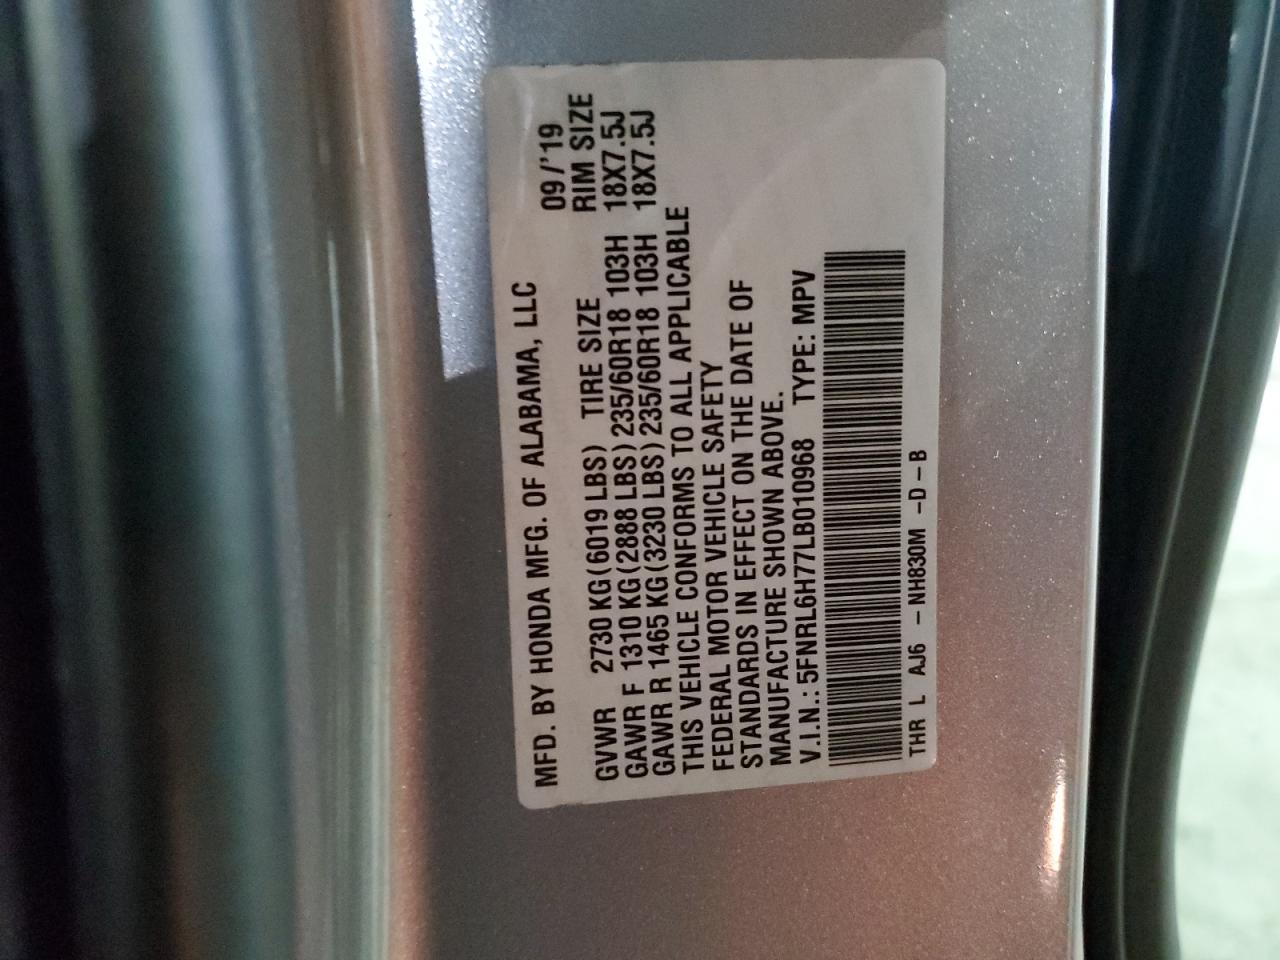 MFD. BY HONDA MFG. OF ALABAMA, LLC 09/'19
GVWR 2730 KG(6019 LBS) TIRE SIZE RIM SIZE
GAWR F 1310 KG(2888 LBS) 235/60R18 103H 18X7.5J
GAWR R 1465 KG(3230 LBS) 235/60R18 103H 18X7.5J
THIS VEHICLE CONFORMS TO ALL APPLICABLE
FEDERAL MOTOR VEHICLE SAFETY
STANDARDS IN EFFECT ON THE DATE OF
MANUFACTURE SHOWN ABOVE.
V.I.N.: 5FNRL6H77LB010968 TYPE: MPV
THR L AJ6 - NH830M -D-B